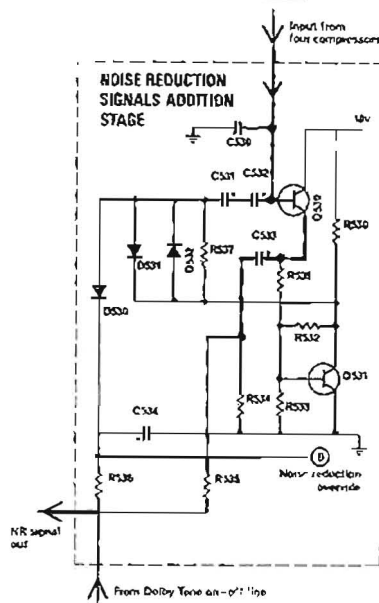 Input from
four compressors
NOISE REDUCTION
SIGNALS ADDITION
STAGE
C530
C531
C532
Q530
C533
R530
D531
D532
R537
R531
D530
R532
Q531
R534
R533
C534
B
Noise reduction
override
R536
R535
NR signal
out
From Dolby Tone on-off line